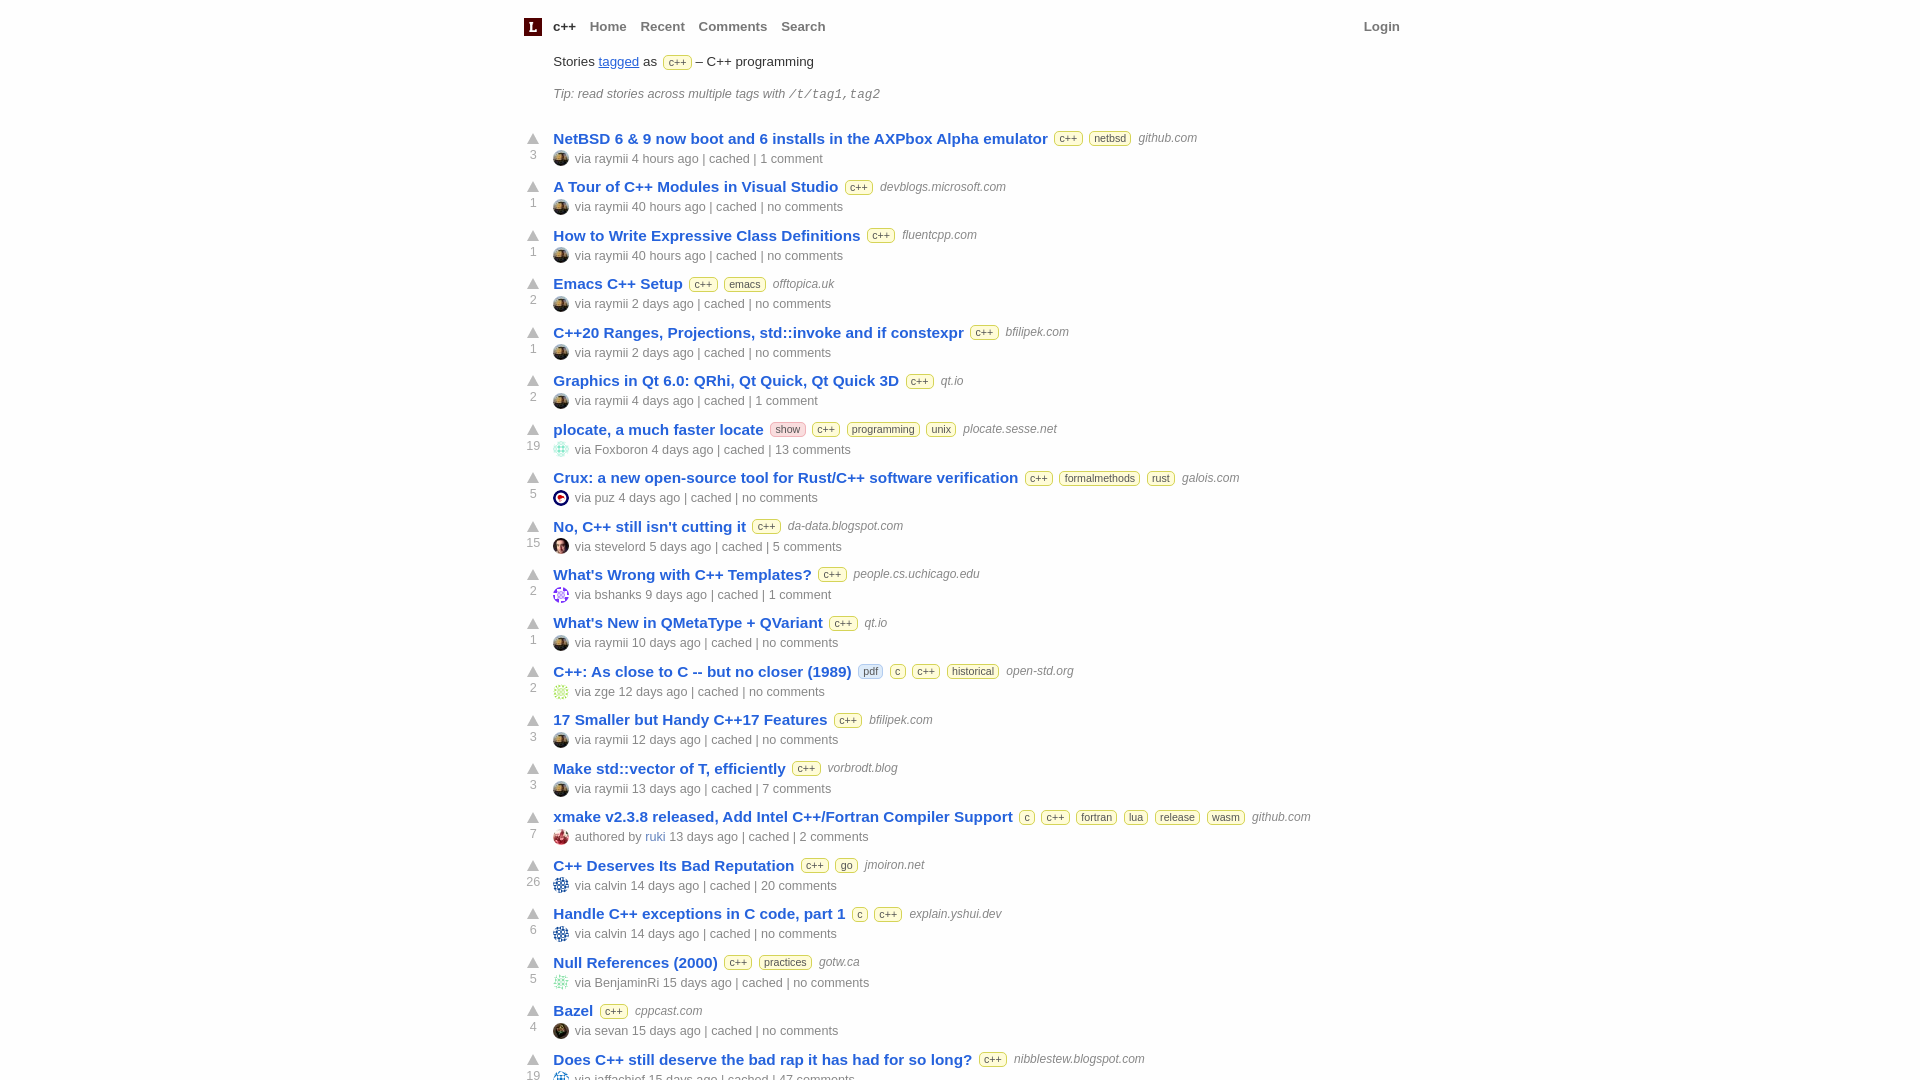 L c++ Home Recent Comments Search Login
Stories tagged as c++ – C++ programming
Tip: read stories across multiple tags with /t/tag1,tag2
NetBSD 6 & 9 now boot and 6 installs in the AXPbox Alpha emulator c++ netbsd github.com
3 via raymii 4 hours ago | cached | 1 comment
A Tour of C++ Modules in Visual Studio c++ devblogs.microsoft.com
1 via raymii 40 hours ago | cached | no comments
How to Write Expressive Class Definitions c++ fluentcpp.com
1 via raymii 40 hours ago | cached | no comments
Emacs C++ Setup c++ emacs offtopica.uk
2 via raymii 2 days ago | cached | no comments
C++20 Ranges, Projections, std::invoke and if constexpr c++ bfilipek.com
1 via raymii 2 days ago | cached | no comments
Graphics in Qt 6.0: QRhi, Qt Quick, Qt Quick 3D c++ qt.io
2 via raymii 4 days ago | cached | 1 comment
plocate, a much faster locate show c++ programming unix plocate.sesse.net
19 via Foxboron 4 days ago | cached | 13 comments
Crux: a new open-source tool for Rust/C++ software verification c++ formalmethods rust galois.com
5 via puz 4 days ago | cached | no comments
No, C++ still isn't cutting it c++ da-data.blogspot.com
15 via stevelord 5 days ago | cached | 5 comments
What's Wrong with C++ Templates? c++ people.cs.uchicago.edu
2 via bshanks 9 days ago | cached | 1 comment
What's New in QMetaType + QVariant c++ qt.io
1 via raymii 10 days ago | cached | no comments
C++: As close to C -- but no closer (1989) pdf c c++ historical open-std.org
2 via zge 12 days ago | cached | no comments
17 Smaller but Handy C++17 Features c++ bfilipek.com
3 via raymii 12 days ago | cached | no comments
Make std::vector of T, efficiently c++ vorbrodt.blog
3 via raymii 13 days ago | cached | 7 comments
xmake v2.3.8 released, Add Intel C++/Fortran Compiler Support c c++ fortran lua release wasm github.com
7 authored by ruki 13 days ago | cached | 2 comments
C++ Deserves Its Bad Reputation c++ go jmoiron.net
26 via calvin 14 days ago | cached | 20 comments
Handle C++ exceptions in C code, part 1 c c++ explain.yshui.dev
6 via calvin 14 days ago | cached | no comments
Null References (2000) c++ practices gotw.ca
5 via BenjaminRi 15 days ago | cached | no comments
Bazel c++ cppcast.com
4 via sevan 15 days ago | cached | no comments
Does C++ still deserve the bad rap it has had for so long? c++ nibblestew.blogspot.com
19 via jaffachief 15 days ago | cached | 47 comments